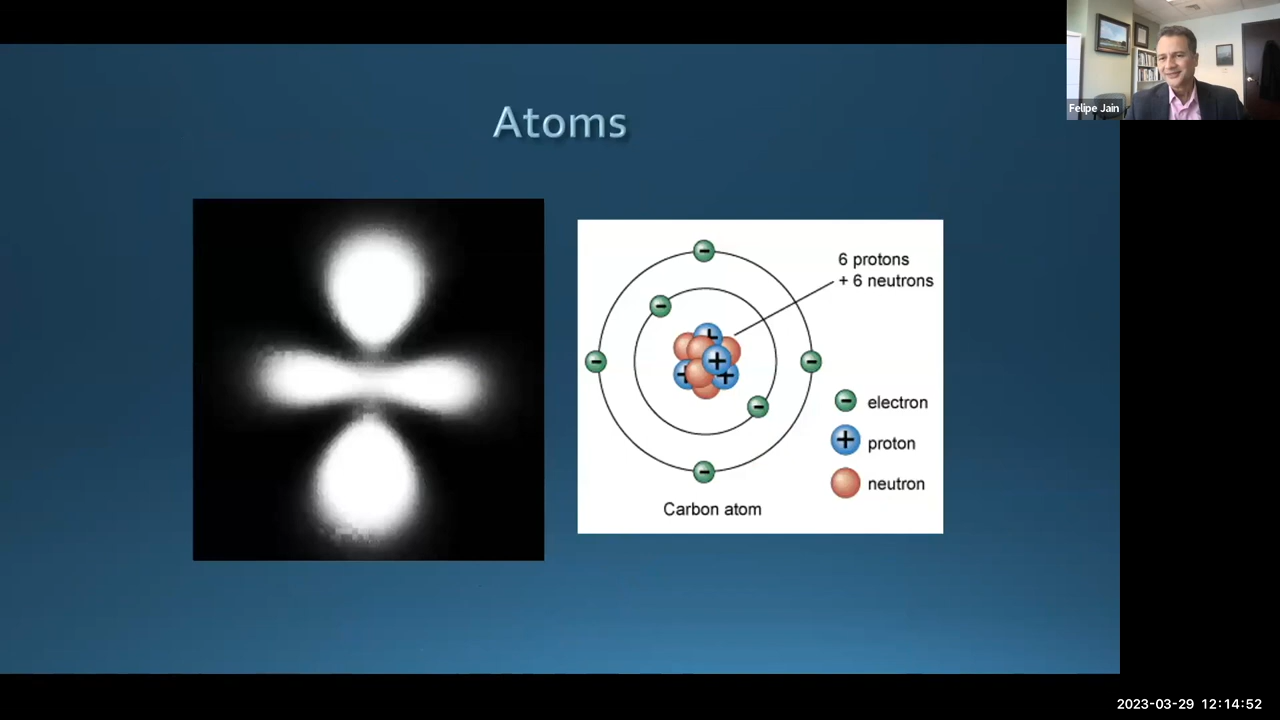 Felipe Jain
Atoms
6 protons
+ 6 neutrons
electron
proton
neutron
Carbon atom
2023-03-29 12:14:52